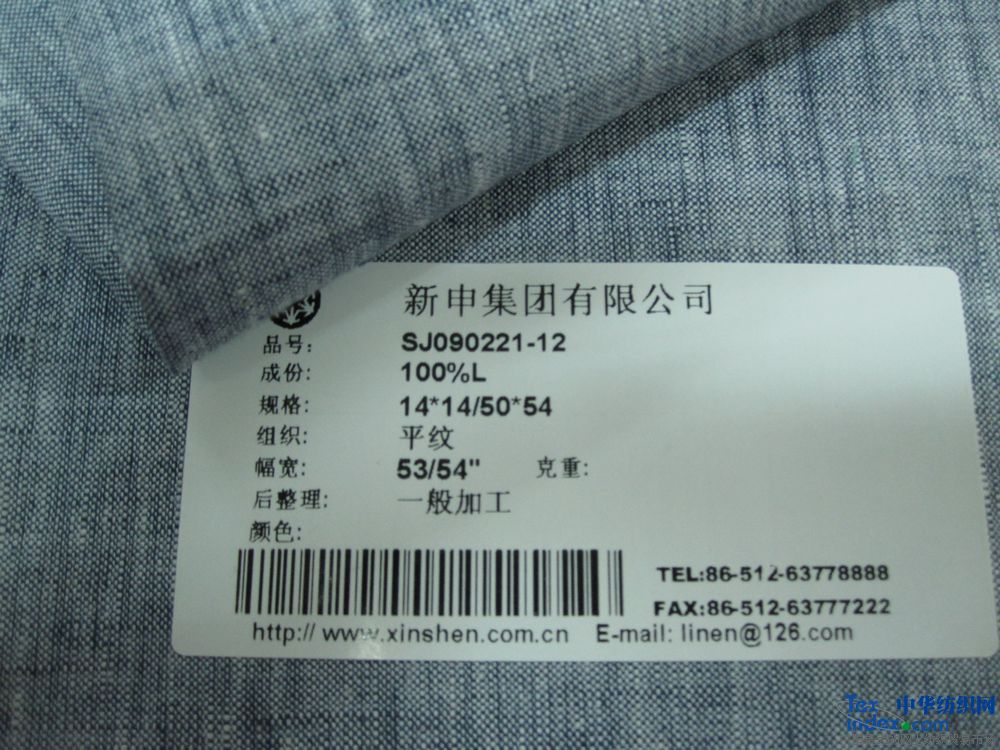 新申集团有限公司
品号: SJ090221-12
成份: 100%L
规格: 14*14/50*54
组织: 平纹
幅宽: 53/54" 克重:
后整理: 一般加工
颜色:
TEL:86-512-63778888
FAX:86-512-63777222
http:// www.xinshen.com.cn E-mail: linen@126.com
Tex 中华纺织网
index.com